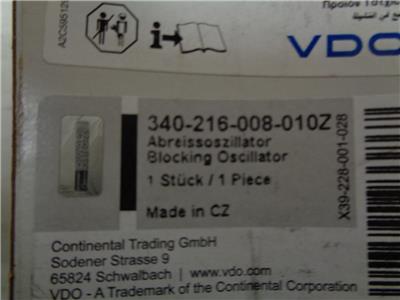 A2C59512
i
VDO
340-216-008-010Z
Abreissoszillator
Blocking Oscillator
1 Stück / 1 Piece
Made in CZ
X39-228-001-028
Continental Trading GmbH
Sodener Strasse 9
65824 Schwalbach | www.vdo.com
VDO - A Trademark of the Continental Corporation